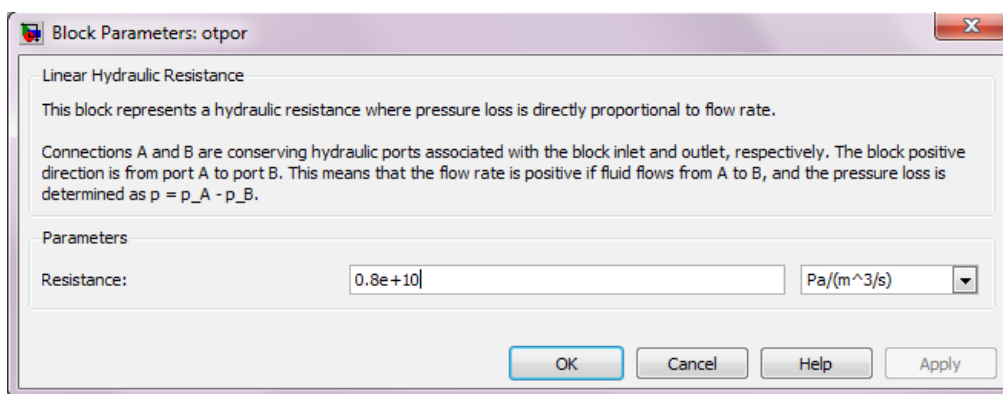 Block Parameters: otpor
Linear Hydraulic Resistance
This block represents a hydraulic resistance where pressure loss is directly proportional to flow rate.
Connections A and B are conserving hydraulic ports associated with the block inlet and outlet, respectively. The block positive
direction is from port A to port B. This means that the flow rate is positive if fluid flows from A to B, and the pressure loss is
determined as p = p_A - p_B.
Parameters
Resistance: 0.8e+10 Pa/(m^3/s)
OK Cancel Help Apply